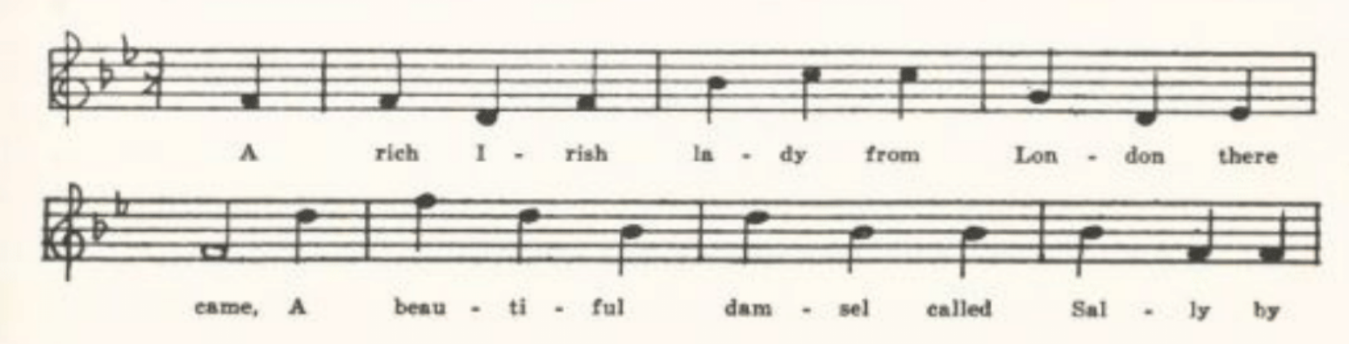 A rich I - rish la - dy from Lon - don there
came, A beau - ti - ful dam - sel called Sal - ly by